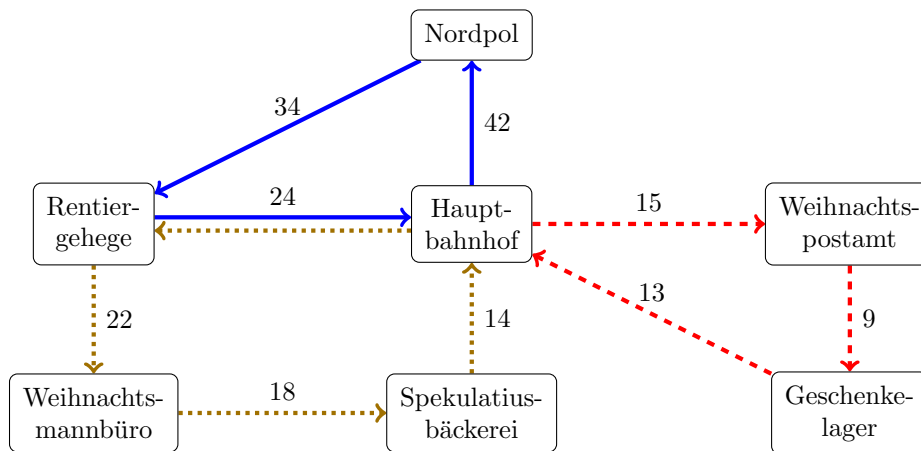 Nordpol
34
42
Rentier-
gehege
24
Haupt-
bahnhof
15
Weihnachts-
postamt
22
14
13
9
Weihnachts-
mannbüro
18
Spekulatius-
bäckerei
Geschenke-
lager